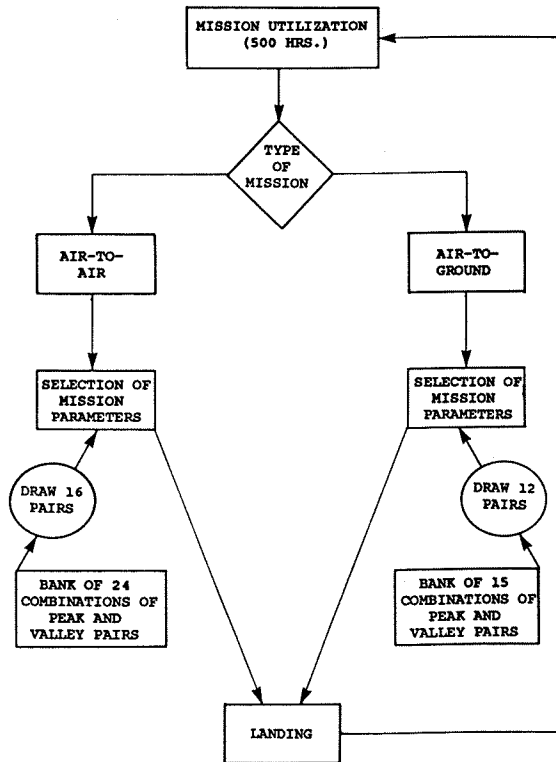 MISSION UTILIZATION
(500 HRS.)
TYPE
OF
MISSION
AIR-TO-
AIR
AIR-TO-
GROUND
SELECTION OF
MISSION
PARAMETERS
SELECTION OF
MISSION
PARAMETERS
DRAW 16
PAIRS
DRAW 12
PAIRS
BANK OF 24
COMBINATIONS OF
PEAK AND
VALLEY PAIRS
BANK OF 15
COMBINATIONS OF
PEAK AND
VALLEY PAIRS
LANDING